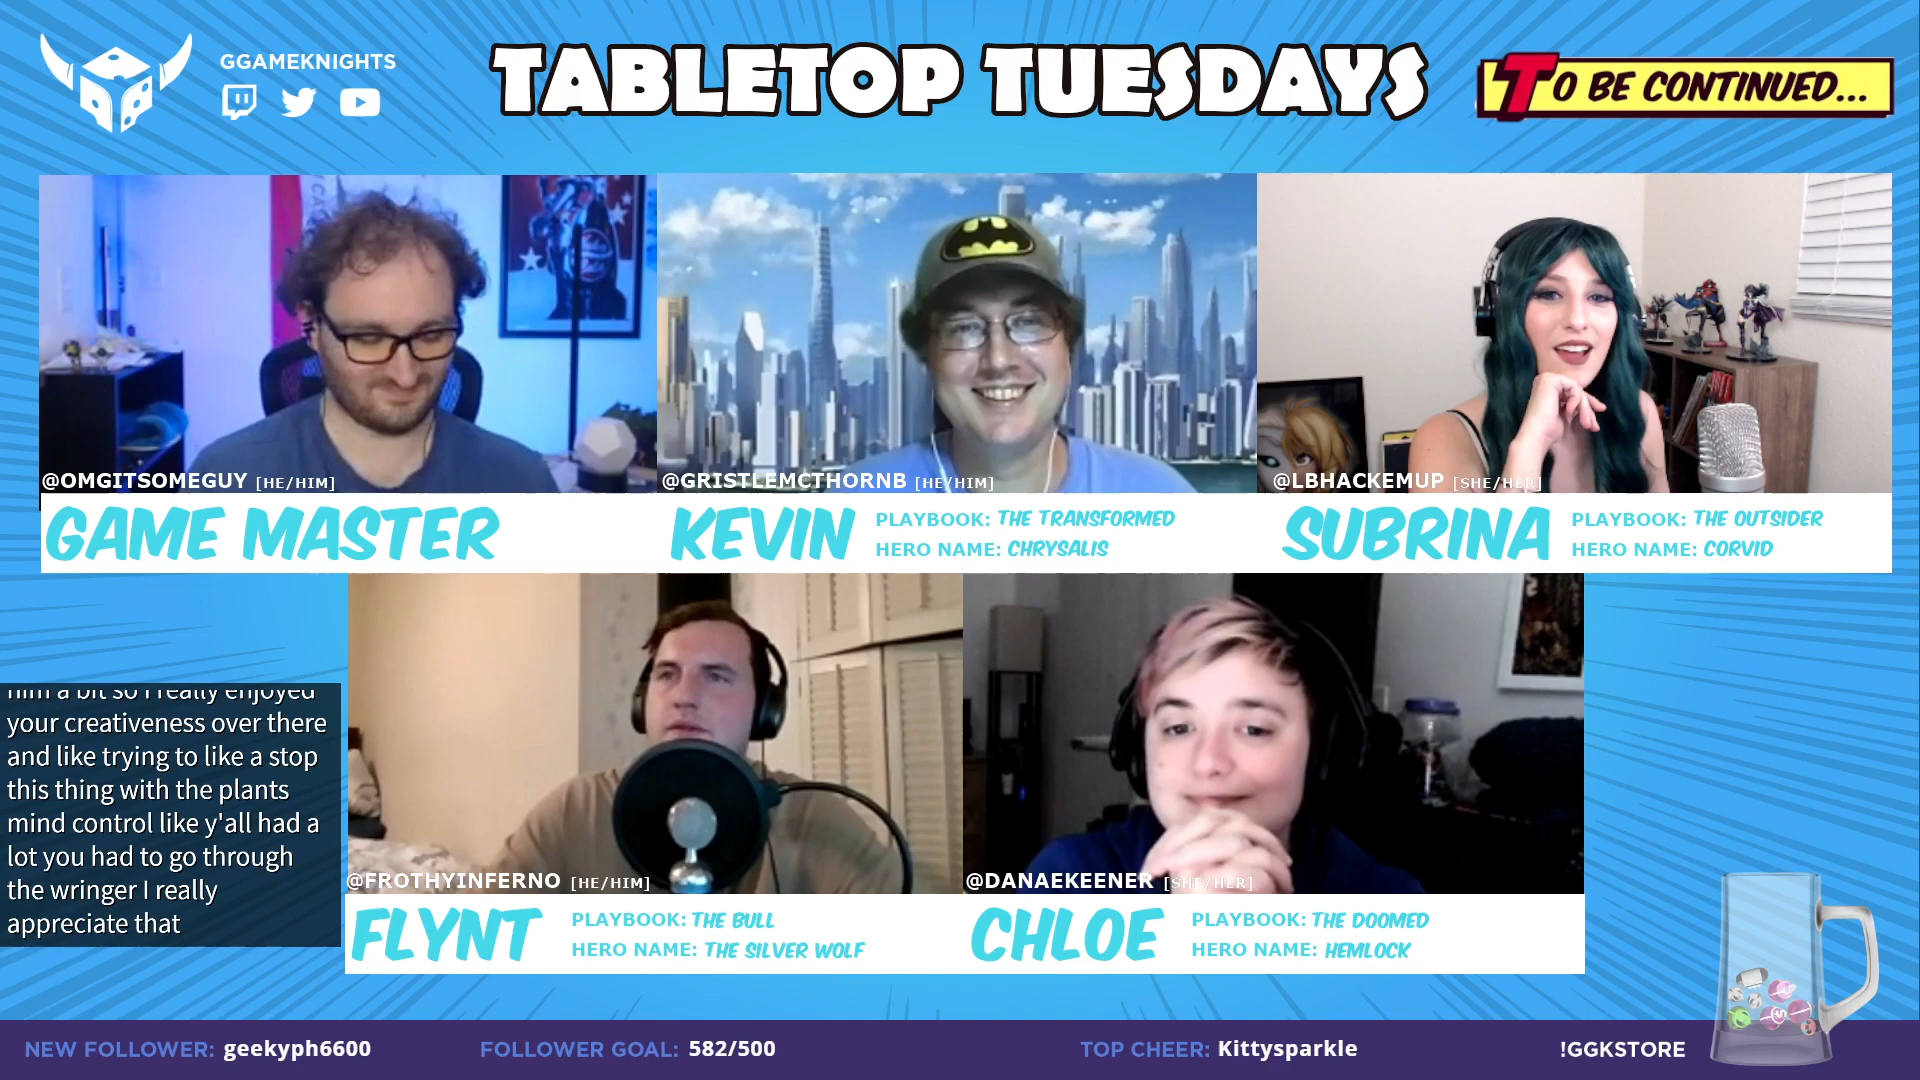 GGAMEKNIGHTS
TABLETOP TUESDAYS
TO BE CONTINUED...
@OMGITSOMEGUY [HE/HIM]
GAME MASTER
@GRISTLEMCTHORNB [HE/HIM]
KEVIN
PLAYBOOK: THE TRANSFORMED
HERO NAME: CHRYSALIS
@LBHACKEMUP [SHE/HER]
SUBRINA
PLAYBOOK: THE OUTSIDER
HERO NAME: CORVID
him a bit so I really enjoyed
your creativeness over there
and like trying to like a stop
this thing with the plants
mind control like y'all had a
lot you had to go through
the wringer I really
appreciate that
@FROTHYINFERNO [HE/HIM]
FLYNT
PLAYBOOK: THE BULL
HERO NAME: THE SILVER WOLF
@DANAEKEENER [SHE/HER]
CHLOE
PLAYBOOK: THE DOOMED
HERO NAME: HEMLOCK
NEW FOLLOWER: geekyph6600
FOLLOWER GOAL: 582/500
TOP CHEER: Kittysparkle
!GGKSTORE